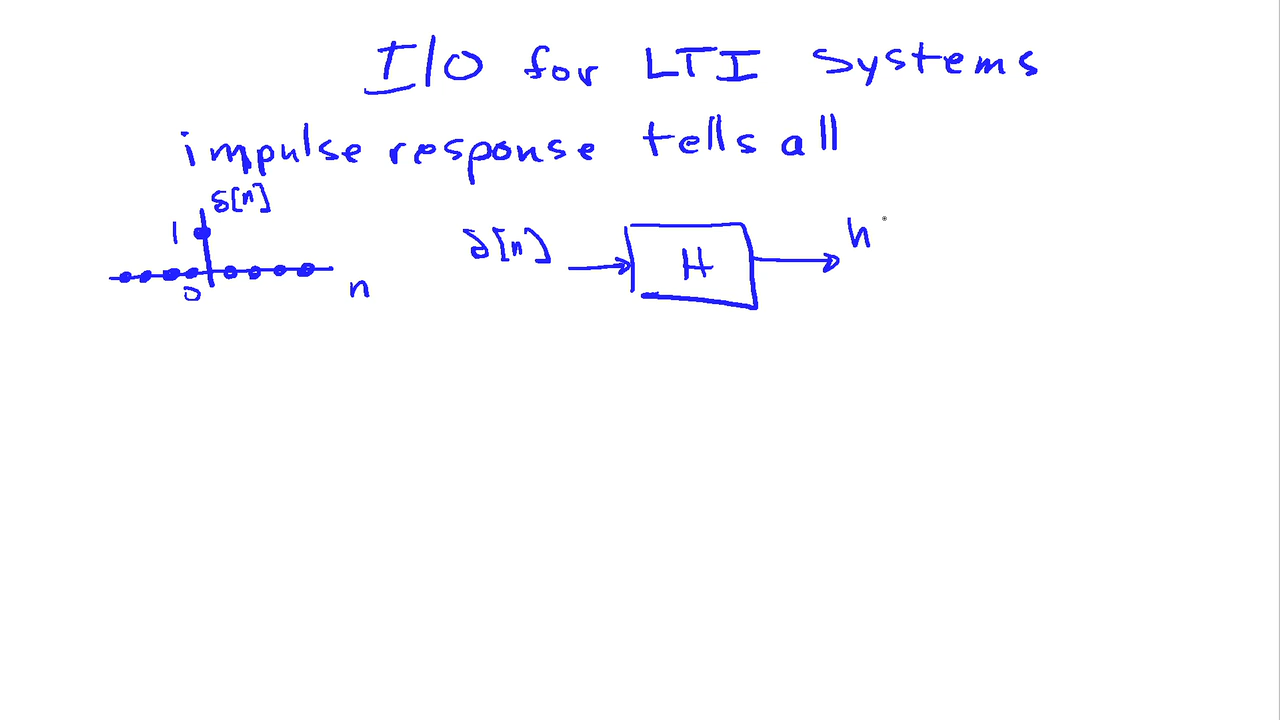 I/O for LTI Systems
impulse response tells all
δ[n]
1
0
n
δ[n] H h